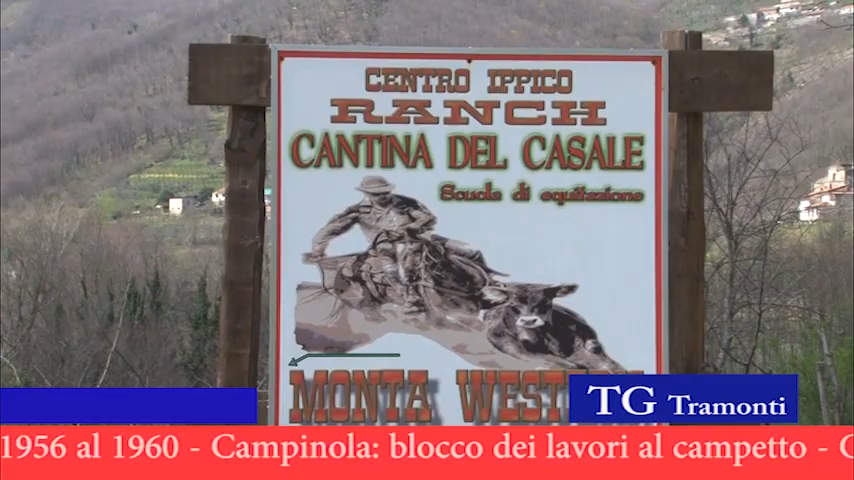 CENTRO IPPICO
RANCH
CANTINA DEL CASALE
Scuola di equitazione
MONTA
TG Tramonti
1956 al 1960 - Campinola: blocco dei lavori al campetto -